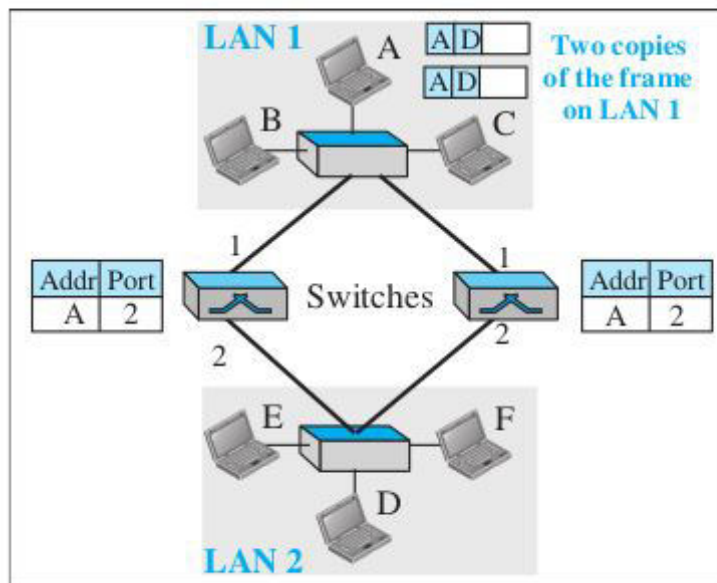 LAN 1
A
A D
A D
Two copies
of the frame
on LAN 1
B
C
1
1
Addr Port
A 2
Switches
Addr Port
A 2
2
2
E
F
D
LAN 2